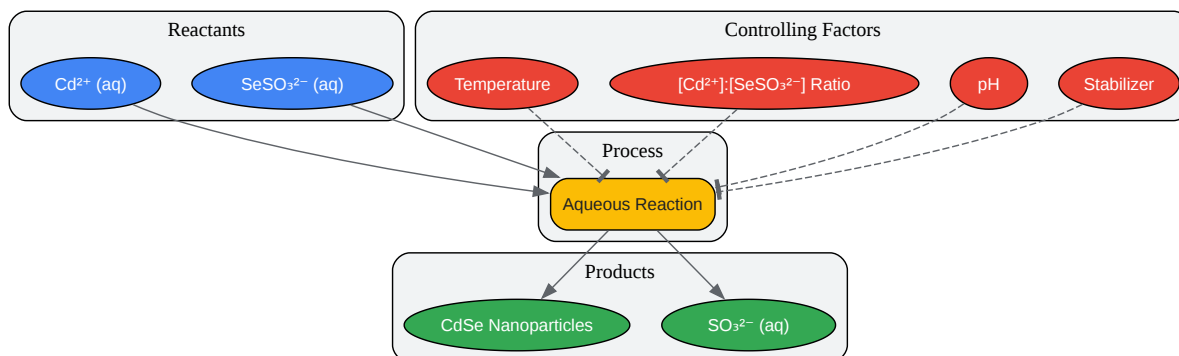 Reactants
Controlling Factors
Cd²⁺ (aq)
SeSO₃²⁻ (aq)
Temperature
[Cd²⁺]:[SeSO₃²⁻] Ratio
pH
Stabilizer
Process
Aqueous Reaction
Products
CdSe Nanoparticles
SO₃²⁻ (aq)